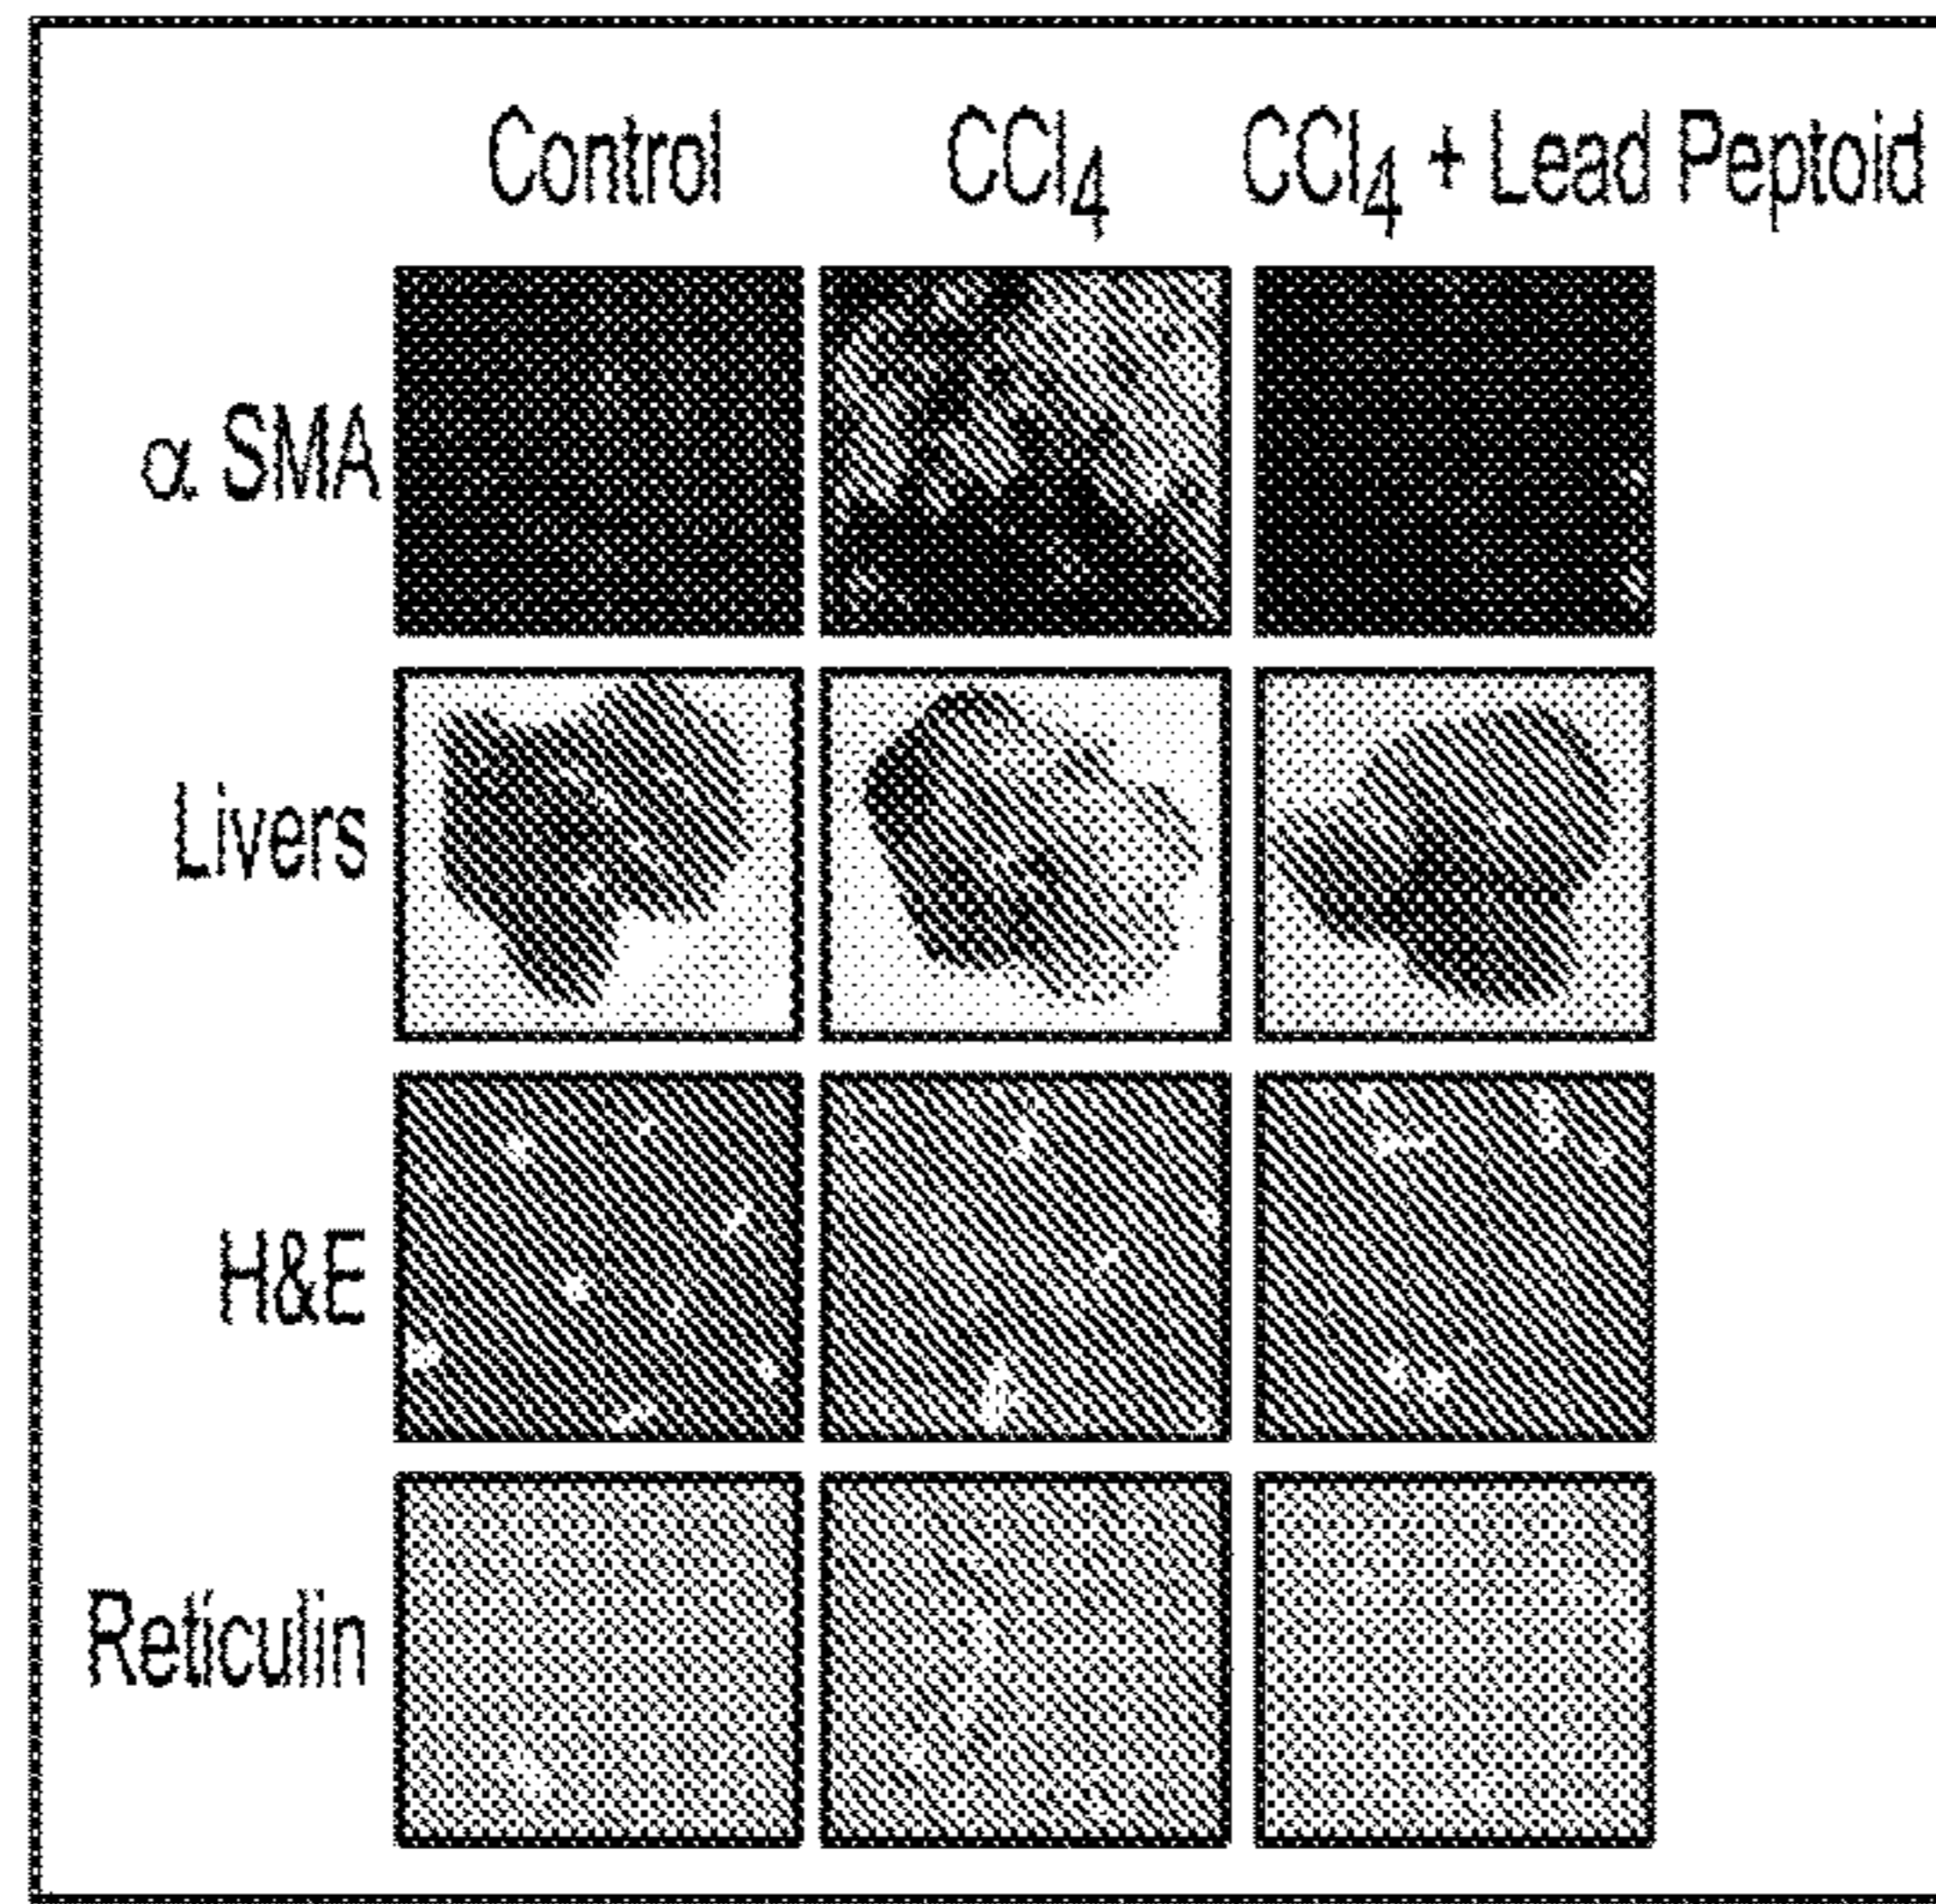 Control CCl₄ CCl₄ + Lead Peptoid
α SMA
Livers
H&E
Reticulin